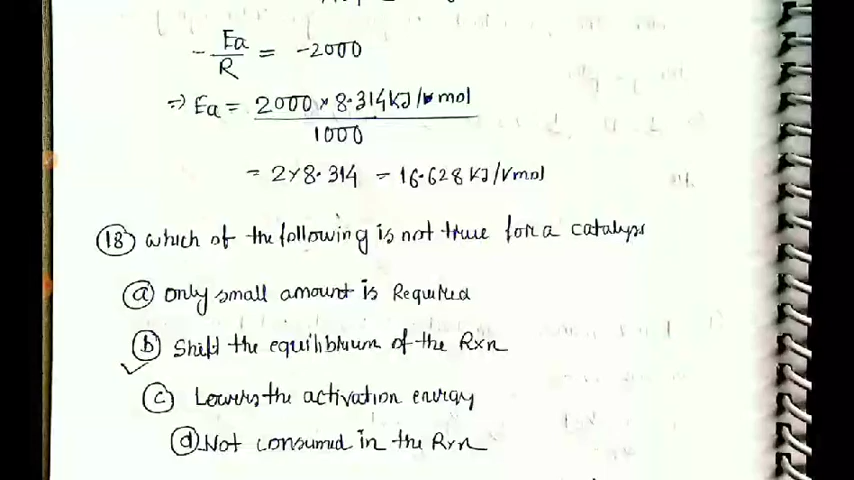 - Ea/R = -2000
=> Ea = 2000 × 8.314 KJ/mol / 1000
= 2×8.314 = 16.628 KJ/mol
(18) which of the following is not true for a catalyst
(a) Only small amount is Required
(b) Shift the equilibrium of the Rxn
(c) Lowers the activation energy
(d) Not consumed in the Rxn